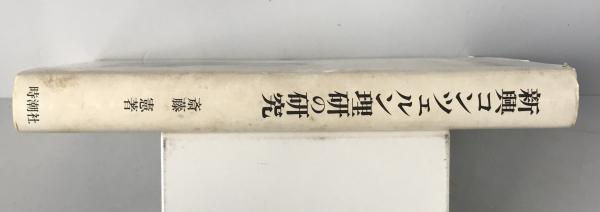 新興コンツェルン理研の研究
斎藤 憲著
時潮社